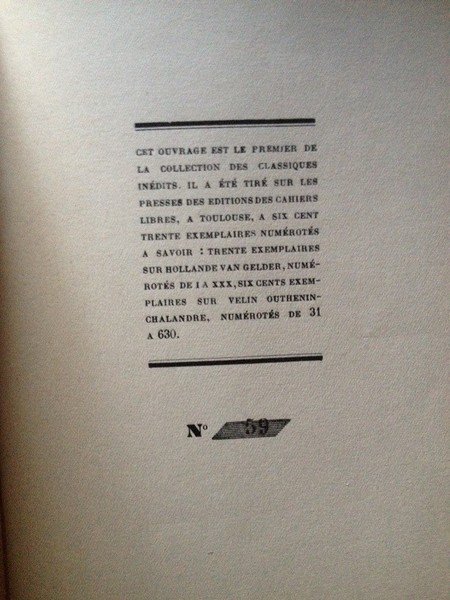 CET OUVRAGE EST LE PREMIER DE
LA COLLECTION DES CLASSIQUES
INÉDITS. IL A ÉTÉ TIRÉ SUR LES
PRESSES DES EDITIONS DES CAHIERS
LIBRES, A TOULOUSE, A SIX CENT
TRENTE EXEMPLAIRES NUMÉROTÉS
A SAVOIR : TRENTE EXEMPLAIRES
SUR HOLLANDE VAN GELDER, NUMÉ-
ROTÉS DE I A XXX, SIX CENTS EXEM-
PLAIRES SUR VELIN OUTHENIN-
CHALANDRE, NUMÉROTÉS DE 31
A 630.
Nº 59